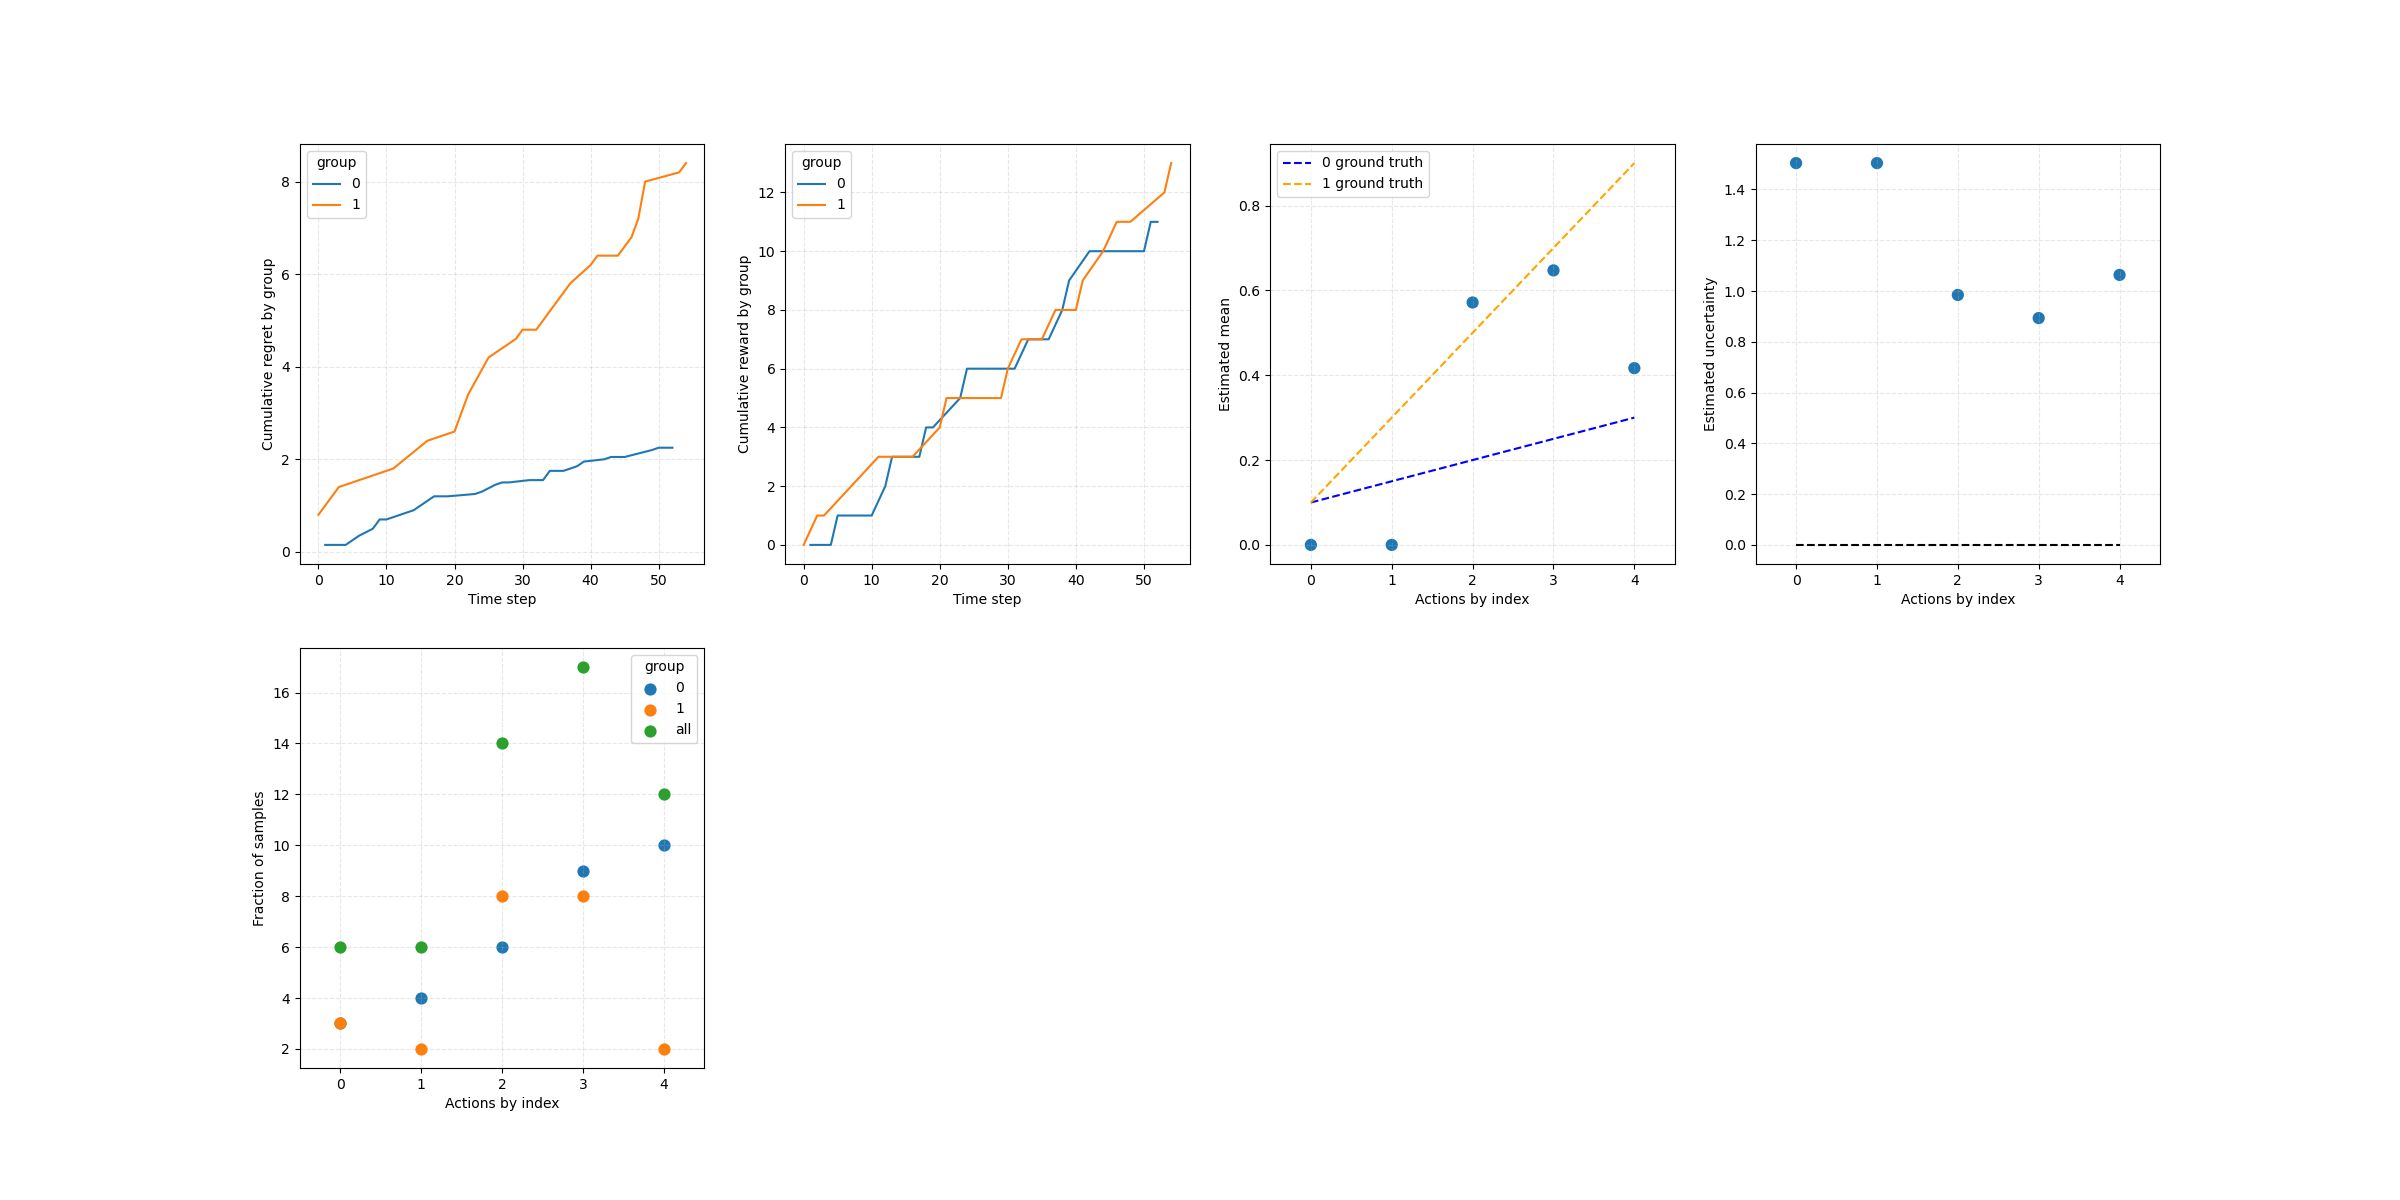 group
0
1
8
6
4
2
0
Cumulative regret by group
0 10 20 30 40 50
Time step
group
0
1
12
10
8
6
4
2
0
Cumulative reward by group
0 10 20 30 40 50
Time step
0 ground truth
1 ground truth
0.8
0.6
0.4
0.2
0.0
Estimated mean
0 1 2 3 4
Actions by index
1.4
1.2
1.0
0.8
0.6
0.4
0.2
0.0
Estimated uncertainty
0 1 2 3 4
Actions by index
group
0
1
all
16
14
12
10
8
6
4
2
Fraction of samples
0 1 2 3 4
Actions by index